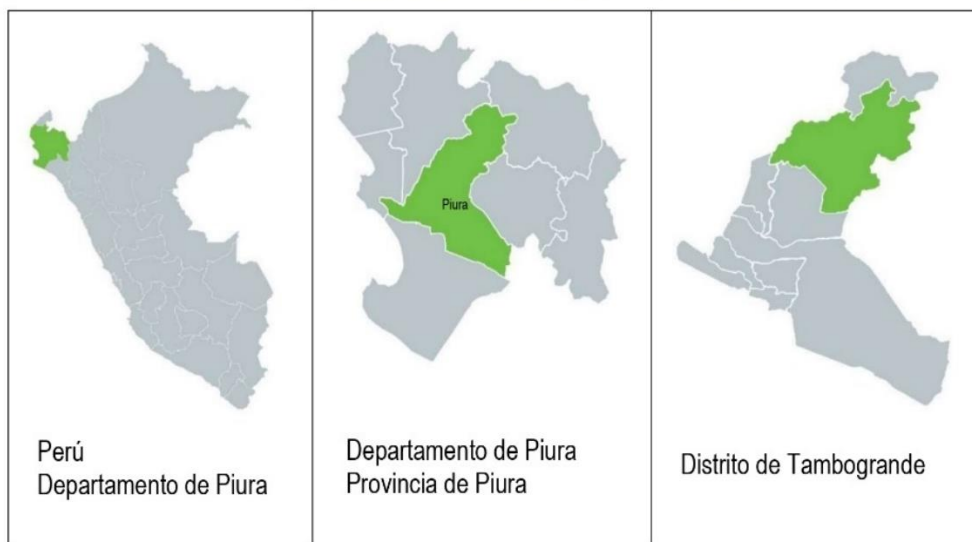 Piura
Perú
Departamento de Piura
Departamento de Piura
Provincia de Piura
Distrito de Tambogrande